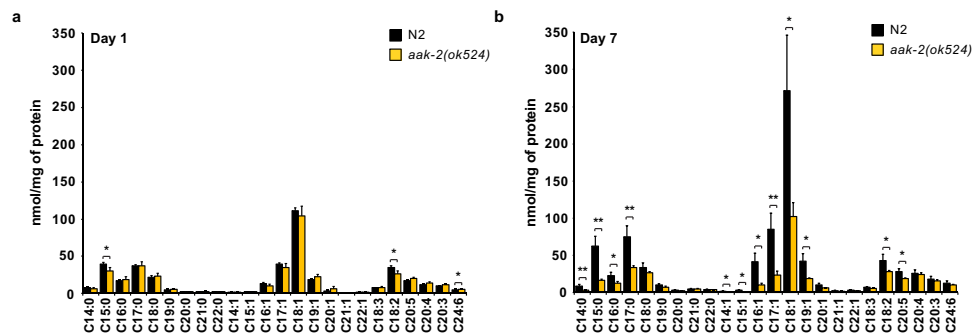 a
Day 1
N2
aak-2(ok524)
nmol/mg of protein
350
300
250
200
150
100
50
0
*
*
*
C14:0
C15:0
C16:0
C17:0
C18:0
C19:0
C20:0
C21:0
C22:0
C14:1
C15:1
C16:1
C17:1
C18:1
C19:1
C20:1
C21:1
C22:1
C18:3
C18:2
C20:5
C20:4
C20:3
C24:6
b
Day 7
N2
aak-2(ok524)
nmol/mg of protein
350
300
250
200
150
100
50
0
**
**
*
**
*
*
*
**
*
*
*
*
C14:0
C15:0
C16:0
C17:0
C18:0
C19:0
C20:0
C21:0
C22:0
C14:1
C15:1
C16:1
C17:1
C18:1
C19:1
C20:1
C21:1
C22:1
C18:3
C18:2
C20:5
C20:4
C20:3
C24:6